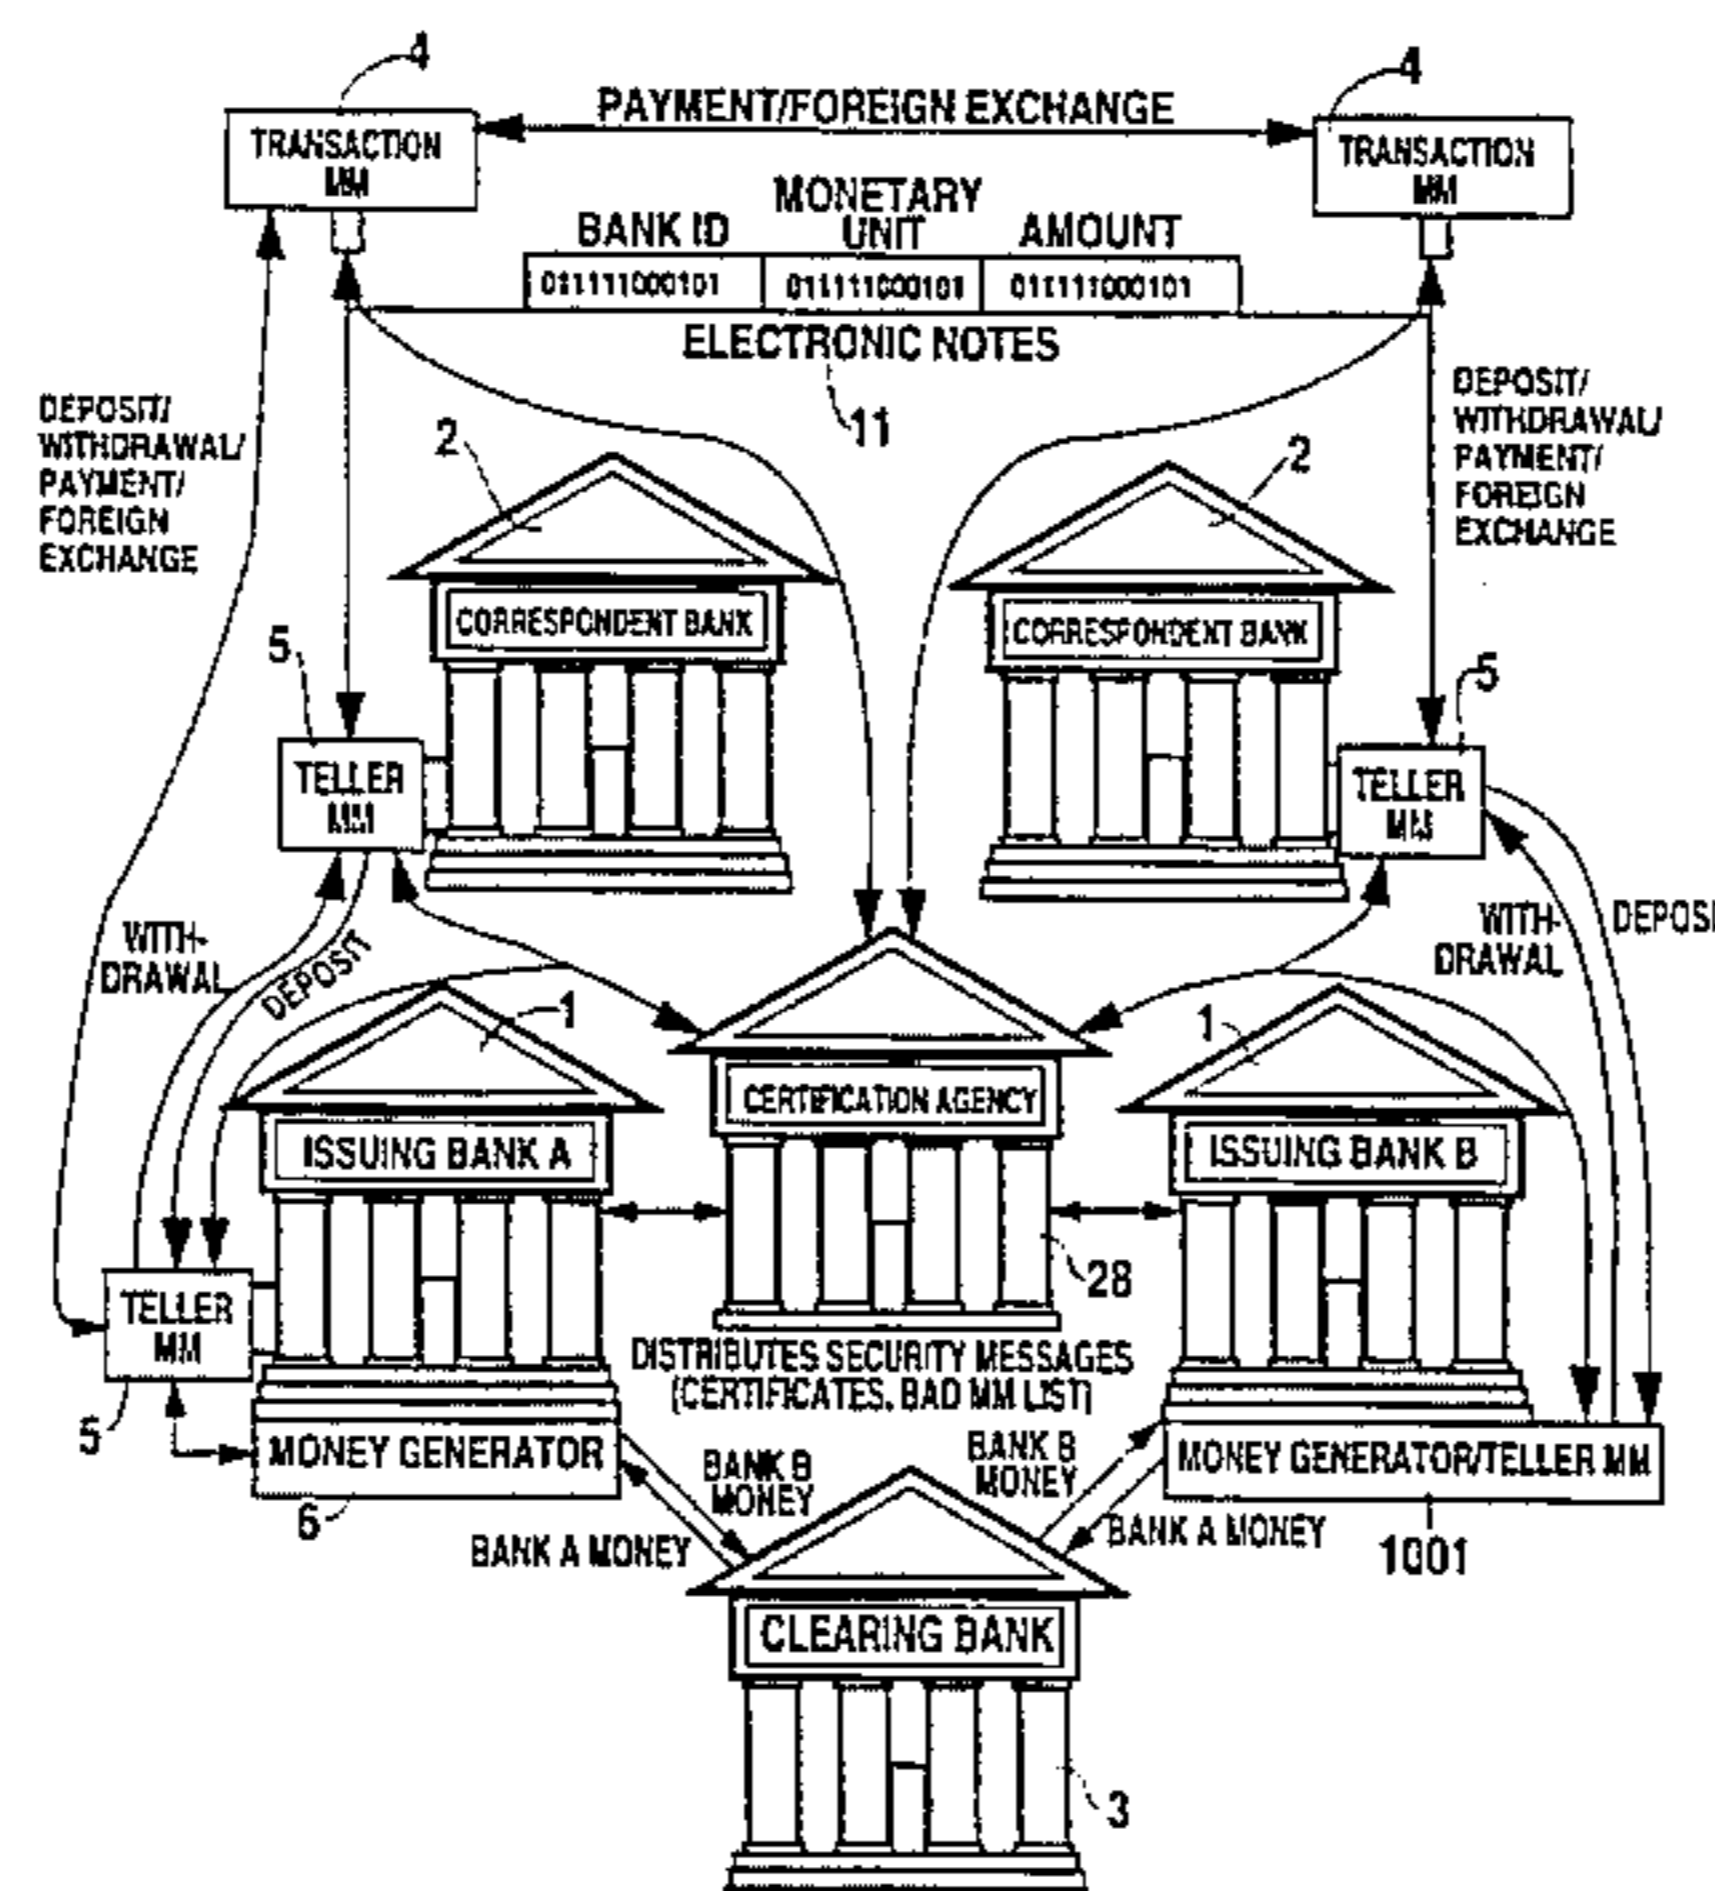 4
4
PAYMENT/FOREIGN EXCHANGE
TRANSACTION
MM
TRANSACTION
MM
MONETARY
BANK ID UNIT AMOUNT
011111000101 011111000101 011111000101
ELECTRONIC NOTES
11
DEPOSIT/
WITHDRAWAL/
PAYMENT/
FOREIGN
EXCHANGE
DEPOSIT/
WITHDRAWAL/
PAYMENT/
FOREIGN
EXCHANGE
2
2
CORRESPONDENT BANK
CORRESPONDENT BANK
5
5
TELLER
MM
TELLER
MM
WITH-
DRAWAL
DEPOSIT
WITH-
DRAWAL
DEPOSI
1
1
CERTIFICATION AGENCY
ISSUING BANK A
ISSUING BANK B
28
TELLER
MM
5
DISTRIBUTES SECURITY MESSAGES
(CERTIFICATES, BAD MM LIST)
MONEY GENERATOR
6
BANK B
MONEY
BANK A MONEY
BANK B
MONEY
BANK A MONEY
MONEY GENERATOR/TELLER MM
1001
CLEARING BANK
3